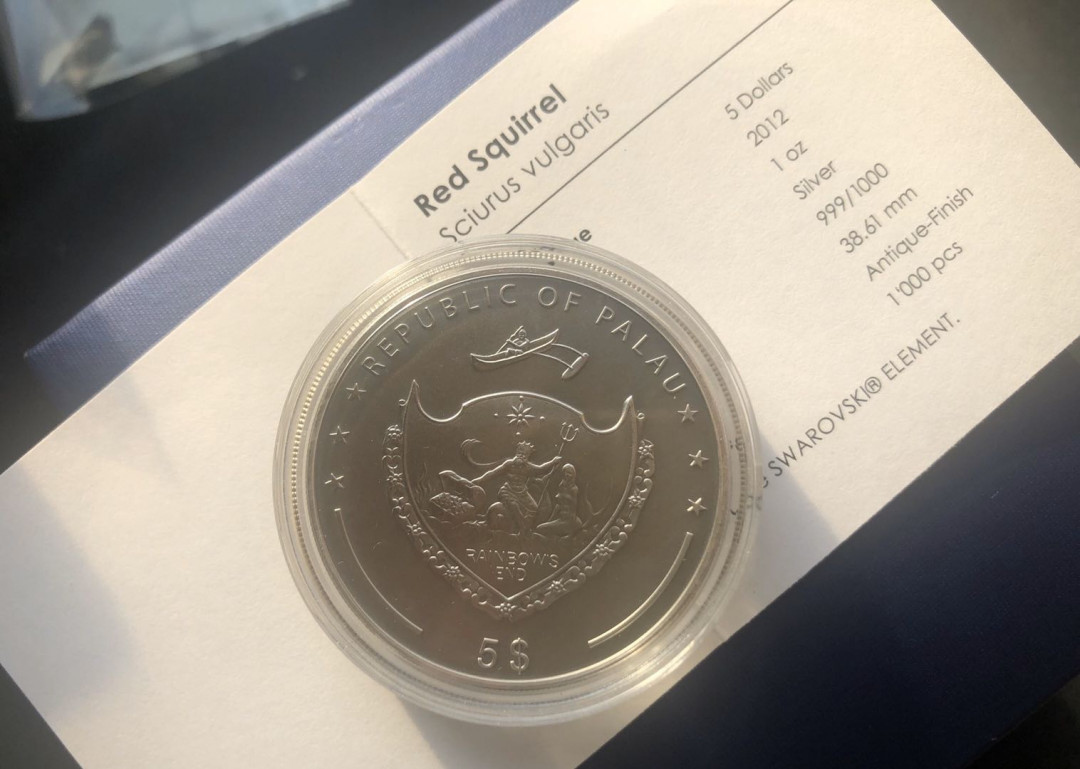 Red Squirrel
Sciurus vulgaris
5 Dollars
2012
1 oz
Silver
999/1000
38.61 mm
Antique-Finish
1'000 pcs
SWAROVSKI® ELEMENT.
REPUBLIC OF PALAU
RAINBOW'S
END
5$